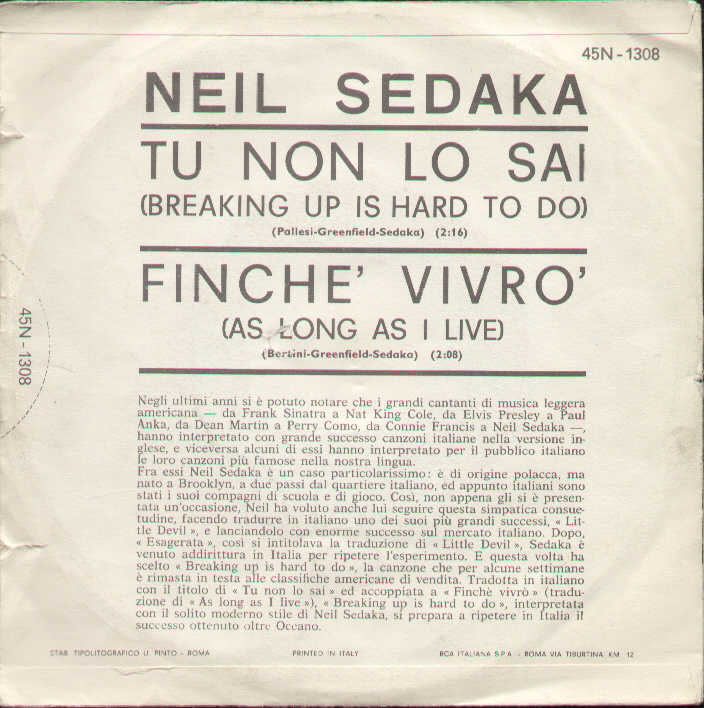 45N-1308
NEIL SEDAKA
TU NON LO SAI
(BREAKING UP IS HARD TO DO)
(Pallesi-Greenfield-Sedaka) (2:16)
FINCHE' VIVRO'
(AS LONG AS I LIVE)
(Bertini-Greenfield-Sedaka) (2:08)
45N-1308
Negli ultimi anni si è potuto notare che i grandi cantanti di musica leggera
americana — da Frank Sinatra a Nat King Cole, da Elvis Presley a Paul
Anka, da Dean Martin a Perry Como, da Connie Francis a Neil Sedaka —,
hanno interpretato con grande successo canzoni italiane nella versione in-
glese, e viceversa alcuni di essi hanno interpretato per il pubblico italiano
le loro canzoni più famose nella nostra lingua.
Fra essi Neil Sedaka è un caso particolarissimo: è di origine polacca, ma
nato a Brooklyn, a due passi dal quartiere italiano, ed appunto italiani sono
stati i suoi compagni di scuola e di gioco. Così, non appena gli si è presen-
tata un'occasione, Neil ha voluto anche lui seguire questa simpatica consue-
tudine, facendo tradurre in italiano uno dei suoi più grandi successi, « Lit-
tle Devil », e lanciandolo con enorme successo sul mercato italiano. Dopo,
« Esagerata », così si intitolava la traduzione di « Little Devil », Sedaka è
venuto addirittura in Italia per ripetere l'esperimento. E questa volta ha
scelto « Breaking up is hard to do », la canzone che per alcune settimane
è rimasta in testa alle classifiche americane di vendita. Tradotta in italiano
con il titolo di « Tu non lo sai » ed accoppiata a « Finchè vivrò » (tradu-
zione di « As long as I live »), « Breaking up is hard to do », interpretata
con il solito moderno stile di Neil Sedaka, si prepara a ripetere in Italia il
successo ottenuto oltre Oceano.
STAB. TIPOLITOGRAFICO U. PINTO - ROMA PRINTED IN ITALY RCA ITALIANA S.P.A. - ROMA VIA TIBURTINA, KM. 12